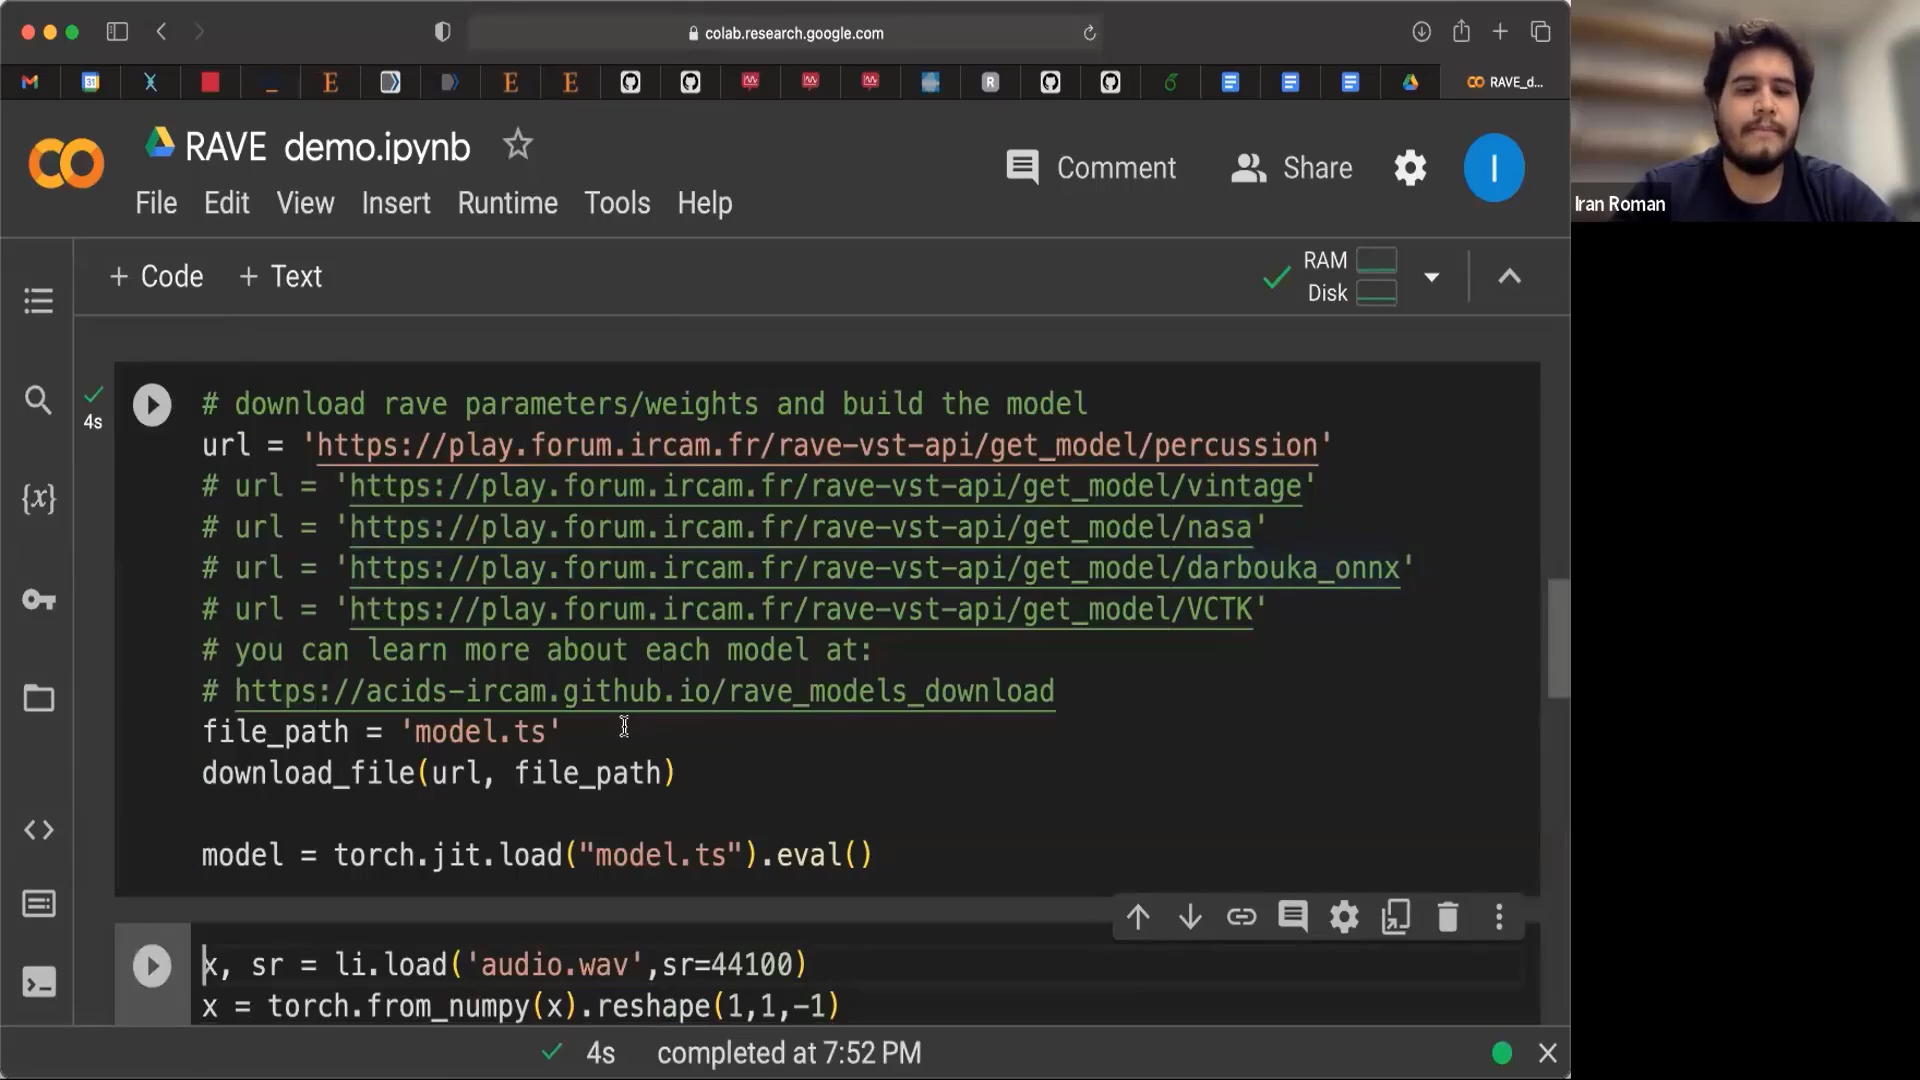 colab.research.google.com
RAVE_d...
RAVE demo.ipynb
Comment
Share
I
File Edit View Insert Runtime Tools Help
Iran Roman
+ Code + Text
RAM
Disk
4s
# download rave parameters/weights and build the model
url = 'https://play.forum.ircam.fr/rave-vst-api/get_model/percussion'
# url = 'https://play.forum.ircam.fr/rave-vst-api/get_model/vintage'
# url = 'https://play.forum.ircam.fr/rave-vst-api/get_model/nasa'
# url = 'https://play.forum.ircam.fr/rave-vst-api/get_model/darbouka_onnx'
# url = 'https://play.forum.ircam.fr/rave-vst-api/get_model/VCTK'
# you can learn more about each model at:
# https://acids-ircam.github.io/rave_models_download
file_path = 'model.ts'
download_file(url, file_path)
model = torch.jit.load("model.ts").eval()
x, sr = li.load('audio.wav',sr=44100)
x = torch.from_numpy(x).reshape(1,1,-1)
4s completed at 7:52 PM